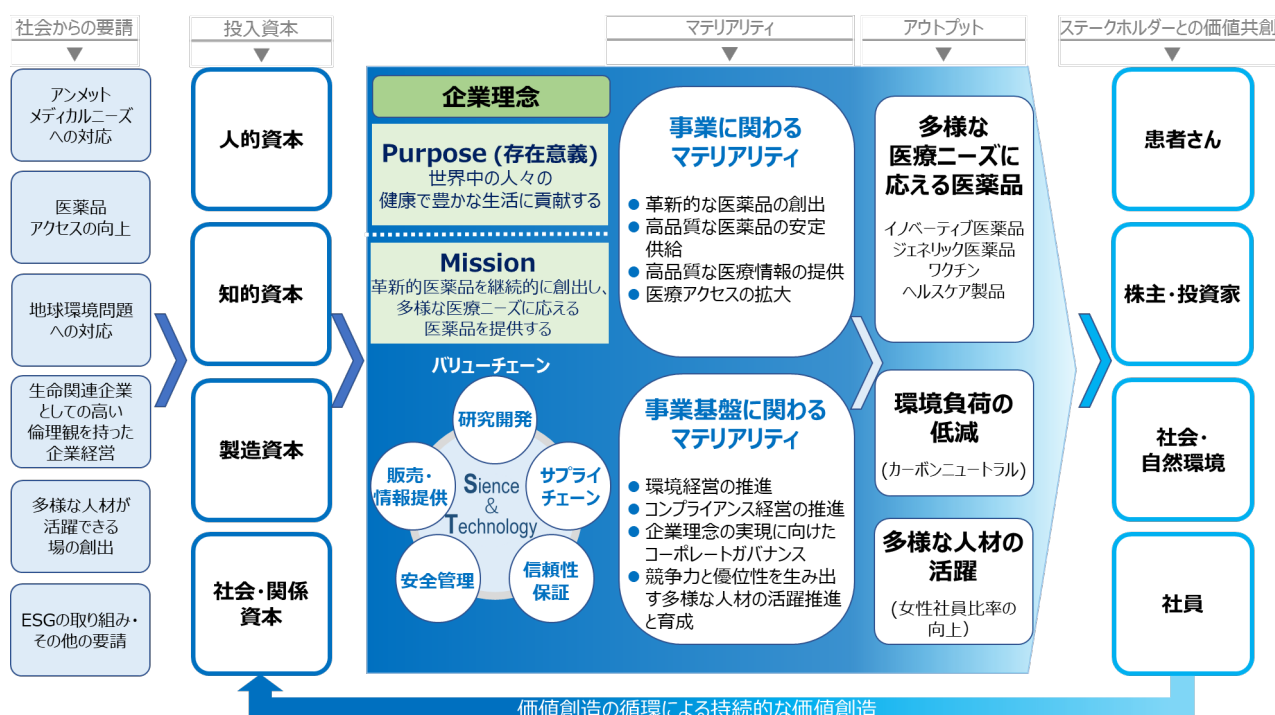 社会からの要請
投入資本
マテリアリティ
アウトプット
ステークホルダーとの価値共創
アンメット
メディカルニーズ
への対応
医薬品
アクセスの向上
地球環境問題
への対応
生命関連企業
としての高い
倫理観を持った
企業経営
多様な人材が
活躍できる
場の創出
ESGの取り組み・
その他の要請
人的資本
知的資本
製造資本
社会・関係
資本
企業理念
Purpose (存在意義)
世界中の人々の
健康で豊かな生活に貢献する
Mission
革新的医薬品を継続的に創出し、
多様な医療ニーズに応える
医薬品を提供する
バリューチェーン
研究開発
販売・
情報提供
サプライ
チェーン
Sience
&
Technology
安全管理
信頼性
保証
事業に関わる
マテリアリティ
● 革新的な医薬品の創出
● 高品質な医薬品の安定
供給
● 高品質な医療情報の提供
● 医療アクセスの拡大
事業基盤に関わる
マテリアリティ
● 環境経営の推進
● コンプライアンス経営の推進
● 企業理念の実現に向けた
コーポレートガバナンス
● 競争力と優位性を生み出
す多様な人材の活躍推進
と育成
多様な
医療ニーズに
応える医薬品
イノベーティブ医薬品
ジェネリック医薬品
ワクチン
ヘルスケア製品
環境負荷の
低減
(カーボンニュートラル)
多様な人材の
活躍
(女性社員比率の
向上)
患者さん
株主・投資家
社会・
自然環境
社員
価値創造の循環による持続的な価値創造